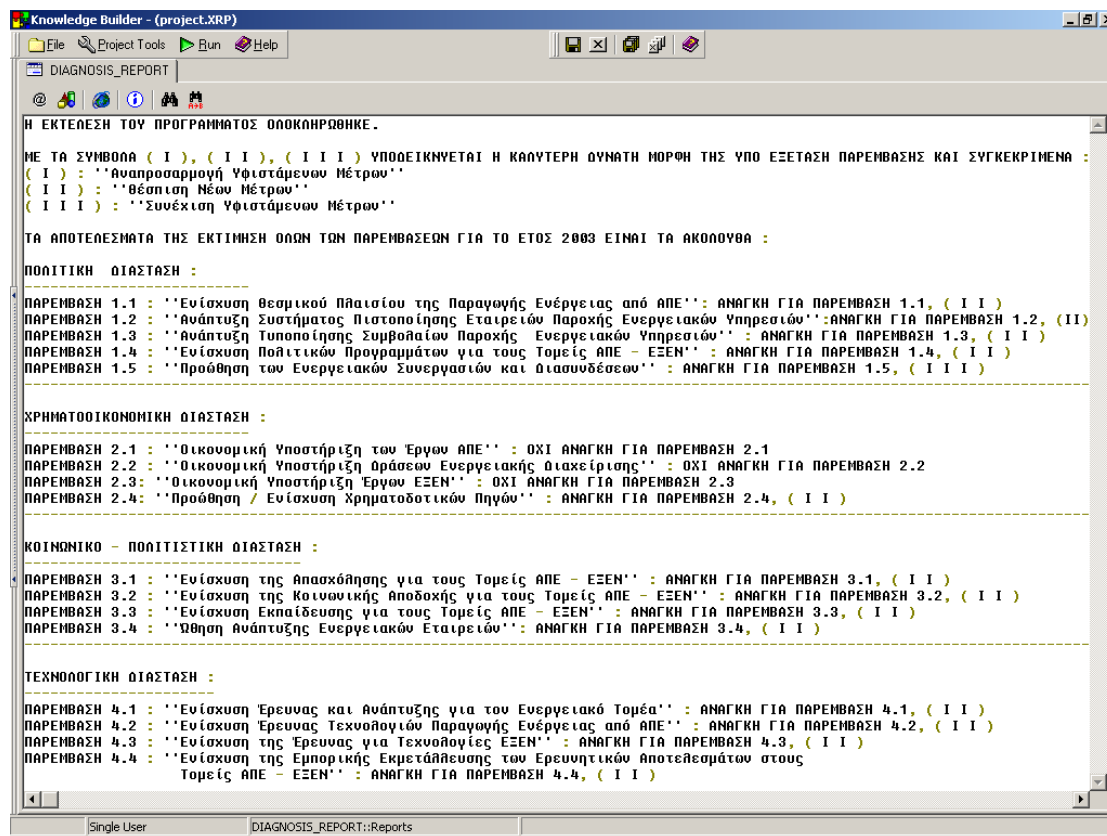 Knowledge Builder - (project.XRP)
File Project Tools Run Help
DIAGNOSIS_REPORT
Η ΕΚΤΕΛΕΣΗ ΤΟΥ ΠΡΟΓΡΑΜΜΑΤΟΣ ΟΛΟΚΛΗΡΩΘΗΚΕ.
ΜΕ ΤΑ ΣΥΜΒΟΛΑ ( I ), ( I I ), ( I I I ) ΥΠΟΔΕΙΚΝΥΕΤΑΙ Η ΚΑΛΥΤΕΡΗ ΔΥΝΑΤΗ ΜΟΡΦΗ ΤΗΣ ΥΠΟ ΕΞΕΤΑΣΗ ΠΑΡΕΜΒΑΣΗΣ ΚΑΙ ΣΥΓΚΕΚΡΙΜΕΝΑ :
( I ) : ''Αναπροσαρμογή Υφιστάμενων Μέτρων''
( I I ) : ''Θέσπιση Νέων Μέτρων''
( I I I ) : ''Συνέχιση Υφιστάμενων Μέτρων''
ΤΑ ΑΠΟΤΕΛΕΣΜΑΤΑ ΤΗΣ ΕΚΤΙΜΗΣΗ ΟΛΩΝ ΤΩΝ ΠΑΡΕΜΒΑΣΕΩΝ ΓΙΑ ΤΟ ΕΤΟΣ 2003 ΕΙΝΑΙ ΤΑ ΑΚΟΛΟΥΘΑ :
ΠΟΛΙΤΙΚΗ ΔΙΑΣΤΑΣΗ :
ΠΑΡΕΜΒΑΣΗ 1.1 : ''Ενίσχυση Θεσμικού Πλαισίου της Παραγωγής Ενέργειας από ΑΠΕ'': ΑΝΑΓΚΗ ΓΙΑ ΠΑΡΕΜΒΑΣΗ 1.1, ( I I )
ΠΑΡΕΜΒΑΣΗ 1.2 : ''Ανάπτυξη Συστήματος Πιστοποίησης Εταιρειών Παροχής Ενεργειακών Υπηρεσιών'':ΑΝΑΓΚΗ ΓΙΑ ΠΑΡΕΜΒΑΣΗ 1.2, (II)
ΠΑΡΕΜΒΑΣΗ 1.3 : ''Ανάπτυξη Τυποποίησης Συμβολαίων Παροχής Ενεργειακών Υπηρεσιών'' : ΑΝΑΓΚΗ ΓΙΑ ΠΑΡΕΜΒΑΣΗ 1.3, ( I I )
ΠΑΡΕΜΒΑΣΗ 1.4 : ''Ενίσχυση Πολιτικών Προγραμμάτων για τους Τομείς ΑΠΕ - ΕΞΕΝ'' : ΑΝΑΓΚΗ ΓΙΑ ΠΑΡΕΜΒΑΣΗ 1.4, ( I I )
ΠΑΡΕΜΒΑΣΗ 1.5 : ''Προώθηση των Ενεργειακών Συνεργασιών και Διασυνδέσεων'' : ΑΝΑΓΚΗ ΓΙΑ ΠΑΡΕΜΒΑΣΗ 1.5, ( I I I )
ΧΡΗΜΑΤΟΟΙΚΟΝΟΜΙΚΗ ΔΙΑΣΤΑΣΗ :
ΠΑΡΕΜΒΑΣΗ 2.1 : ''Οικονομική Υποστήριξη των Έργων ΑΠΕ'' : ΟΧΙ ΑΝΑΓΚΗ ΓΙΑ ΠΑΡΕΜΒΑΣΗ 2.1
ΠΑΡΕΜΒΑΣΗ 2.2 : ''Οικονομική Υποστήριξη Δράσεων Ενεργειακής Διαχείρισης'' : ΟΧΙ ΑΝΑΓΚΗ ΓΙΑ ΠΑΡΕΜΒΑΣΗ 2.2
ΠΑΡΕΜΒΑΣΗ 2.3: ''Οικονομική Υποστήριξη Έργων ΕΞΕΝ'' : ΟΧΙ ΑΝΑΓΚΗ ΓΙΑ ΠΑΡΕΜΒΑΣΗ 2.3
ΠΑΡΕΜΒΑΣΗ 2.4: ''Προώθηση / Ενίσχυση Χρηματοδοτικών Πηγών'' : ΑΝΑΓΚΗ ΓΙΑ ΠΑΡΕΜΒΑΣΗ 2.4, ( I I )
ΚΟΙΝΩΝΙΚΟ - ΠΟΛΙΤΙΣΤΙΚΗ ΔΙΑΣΤΑΣΗ :
ΠΑΡΕΜΒΑΣΗ 3.1 : ''Ενίσχυση της Απασχόλησης για τους Τομείς ΑΠΕ - ΕΞΕΝ'' : ΑΝΑΓΚΗ ΓΙΑ ΠΑΡΕΜΒΑΣΗ 3.1, ( I I )
ΠΑΡΕΜΒΑΣΗ 3.2 : ''Ενίσχυση της Κοινωνικής Αποδοχής για τους Τομείς ΑΠΕ - ΕΞΕΝ'' : ΑΝΑΓΚΗ ΓΙΑ ΠΑΡΕΜΒΑΣΗ 3.2, ( I I )
ΠΑΡΕΜΒΑΣΗ 3.3 : ''Ενίσχυση Εκπαίδευσης για τους Τομείς ΑΠΕ - ΕΞΕΝ'' : ΑΝΑΓΚΗ ΓΙΑ ΠΑΡΕΜΒΑΣΗ 3.3, ( I I )
ΠΑΡΕΜΒΑΣΗ 3.4 : ''Ώθηση Ανάπτυξης Ενεργειακών Εταιρειών'': ΑΝΑΓΚΗ ΓΙΑ ΠΑΡΕΜΒΑΣΗ 3.4, ( I I )
ΤΕΧΝΟΛΟΓΙΚΗ ΔΙΑΣΤΑΣΗ :
ΠΑΡΕΜΒΑΣΗ 4.1 : ''Ενίσχυση Έρευνας και Ανάπτυξης για τον Ενεργειακό Τομέα'' : ΑΝΑΓΚΗ ΓΙΑ ΠΑΡΕΜΒΑΣΗ 4.1, ( I I )
ΠΑΡΕΜΒΑΣΗ 4.2 : ''Ενίσχυση Έρευνας Τεχνολογιών Παραγωγής Ενέργειας από ΑΠΕ'' : ΑΝΑΓΚΗ ΓΙΑ ΠΑΡΕΜΒΑΣΗ 4.2, ( I I )
ΠΑΡΕΜΒΑΣΗ 4.3 : ''Ενίσχυση της Έρευνας για Τεχνολογίες ΕΞΕΝ'' : ΑΝΑΓΚΗ ΓΙΑ ΠΑΡΕΜΒΑΣΗ 4.3, ( I I )
ΠΑΡΕΜΒΑΣΗ 4.4 : ''Ενίσχυση της Εμπορικής Εκμετάλλευσης των Ερευνητικών Αποτελεσμάτων στους
Τομείς ΑΠΕ - ΕΞΕΝ'' : ΑΝΑΓΚΗ ΓΙΑ ΠΑΡΕΜΒΑΣΗ 4.4, ( I I )
Single User DIAGNOSIS_REPORT::Reports